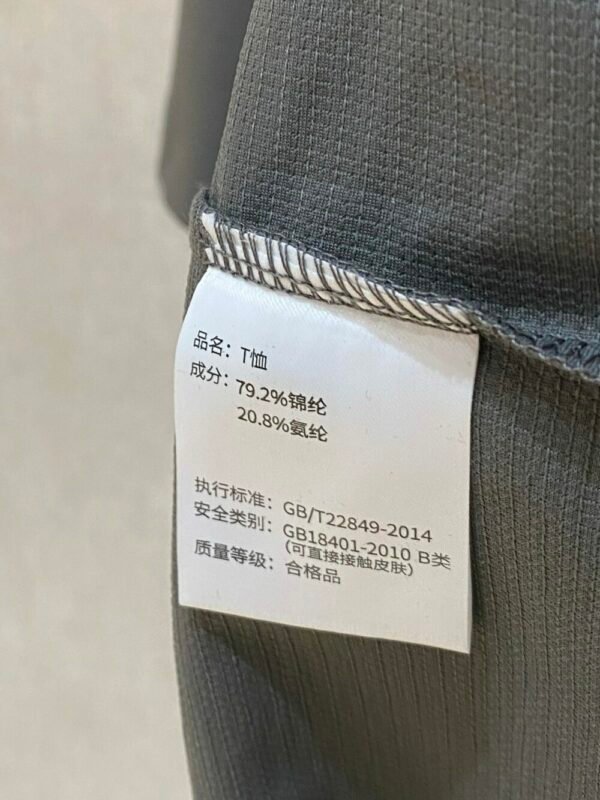 品名：T恤
成分：79.2%锦纶
20.8%氨纶
执行标准：GB/T22849-2014
安全类别：GB18401-2010 B类
(可直接接触皮肤)
质量等级：合格品